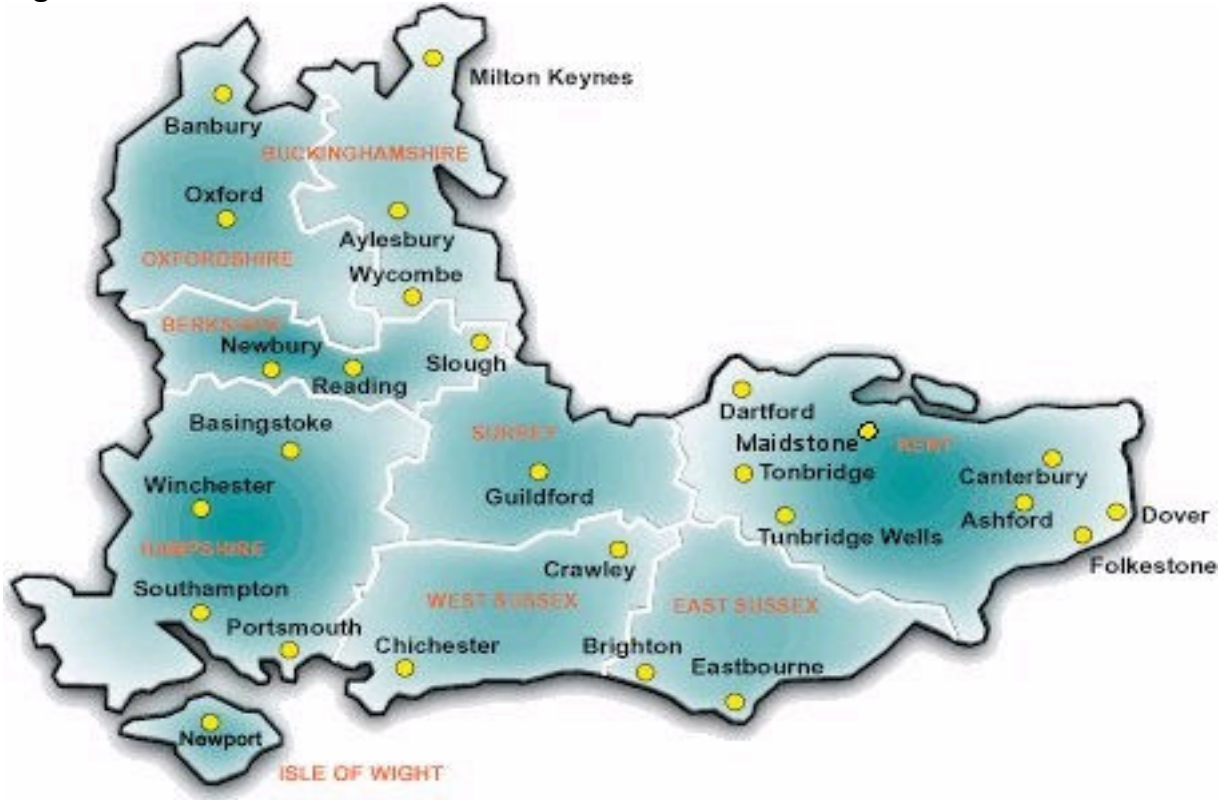 Milton Keynes
Banbury
BUCKINGHAMSHIRE
Oxford
Aylesbury
OXFORDSHIRE
Wycombe
BERKSHIRE
Newbury
Slough
Reading
Dartford
Basingstoke
SURREY
Maidstone
KENT
Tonbridge
Canterbury
Winchester
Guildford
Ashford
Dover
Tunbridge Wells
HAMPSHIRE
Crawley
Folkestone
Southampton
WEST SUSSEX
EAST SUSSEX
Portsmouth
Chichester
Brighton
Eastbourne
Newport
ISLE OF WIGHT